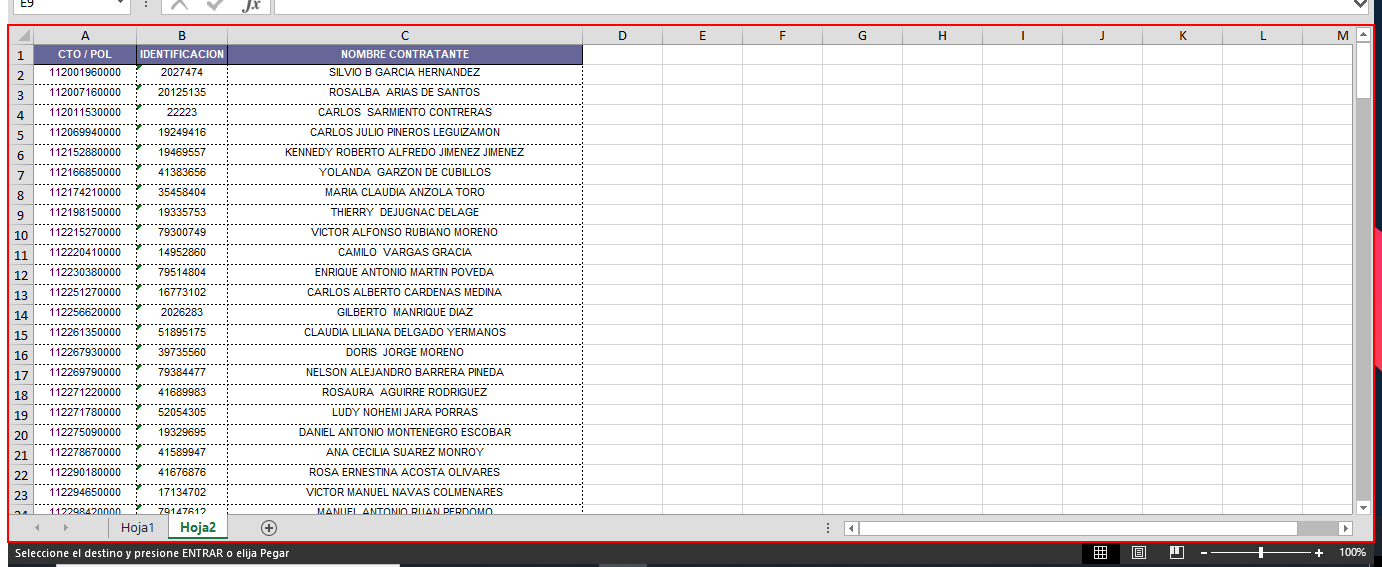 E9 fx
A B C D E F G H I J K L M
1 CTO / POL IDENTIFICACION NOMBRE CONTRATANTE
2 112001960000 2027474 SILVIO B GARCIA HERNANDEZ
3 112007160000 20125135 ROSALBA ARIAS DE SANTOS
4 112011530000 22223 CARLOS SARMIENTO CONTRERAS
5 112069940000 19249416 CARLOS JULIO PINEROS LEGUIZAMON
6 112152880000 19469557 KENNEDY ROBERTO ALFREDO JIMENEZ JIMENEZ
7 112166850000 41383656 YOLANDA GARZON DE CUBILLOS
8 112174210000 35458404 MARIA CLAUDIA ANZOLA TORO
9 112198150000 19335753 THIERRY DEJUGNAC DELAGE
10 112215270000 79300749 VICTOR ALFONSO RUBIANO MORENO
11 112220410000 14952860 CAMILO VARGAS GRACIA
12 112230380000 79514804 ENRIQUE ANTONIO MARTIN POVEDA
13 112251270000 16773102 CARLOS ALBERTO CARDENAS MEDINA
14 112256620000 2026283 GILBERTO MANRIQUE DIAZ
15 112261350000 51895175 CLAUDIA LILIANA DELGADO YERMANOS
16 112267930000 39735560 DORIS JORGE MORENO
17 112269790000 79384477 NELSON ALEJANDRO BARRERA PINEDA
18 112271220000 41689983 ROSAURA AGUIRRE RODRIGUEZ
19 112271780000 52054305 LUDY NOHEMI JARA PORRAS
20 112275090000 19329695 DANIEL ANTONIO MONTENEGRO ESCOBAR
21 112278670000 41589947 ANA CECILIA SUAREZ MONROY
22 112290180000 41676876 ROSA ERNESTINA ACOSTA OLIVARES
23 112294650000 17134702 VICTOR MANUEL NAVAS COLMENARES
24 112298420000 79147612 MANUEL ANTONIO RUAN PERDOMO
Hoja1 Hoja2
Seleccione el destino y presione ENTRAR o elija Pegar 100%